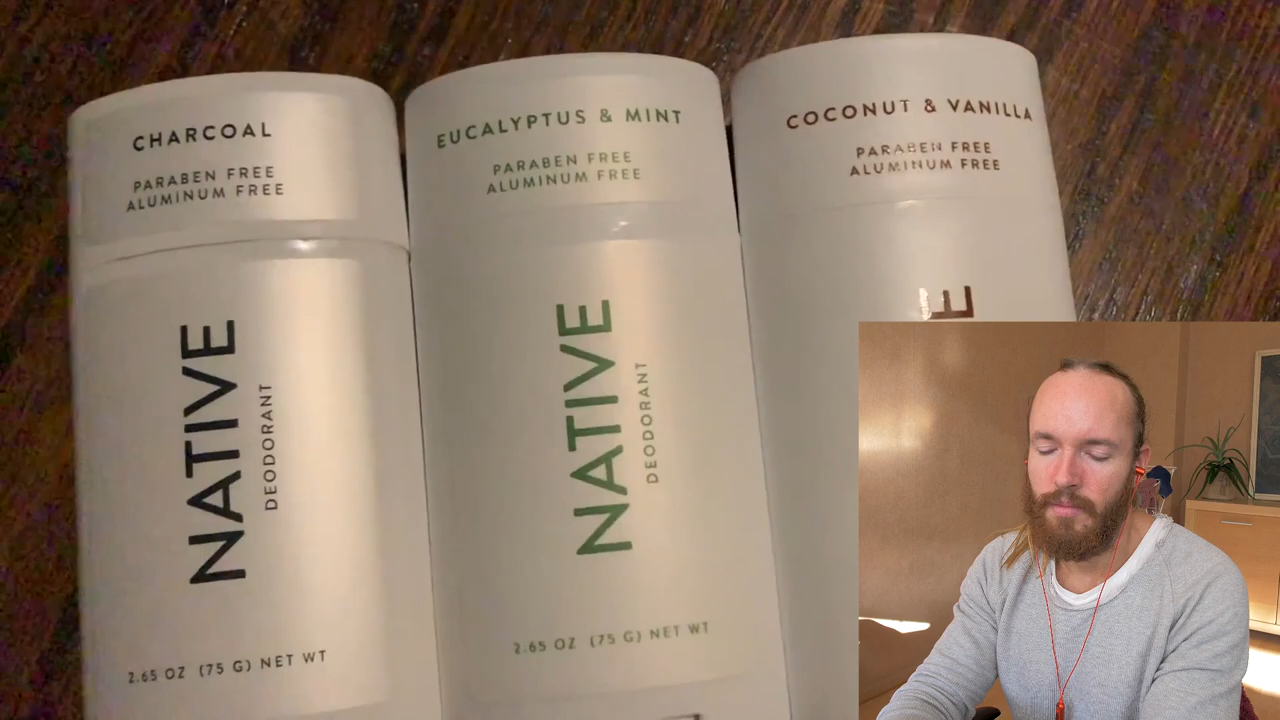 CHARCOAL
PARABEN FREE
ALUMINUM FREE
NATIVE
DEODORANT
2.65 OZ (75 G) NET WT
EUCALYPTUS & MINT
PARABEN FREE
ALUMINUM FREE
NATIVE
DEODORANT
2.65 OZ (75 G) NET WT
COCONUT & VANILLA
PARABEN FREE
ALUMINUM FREE
E